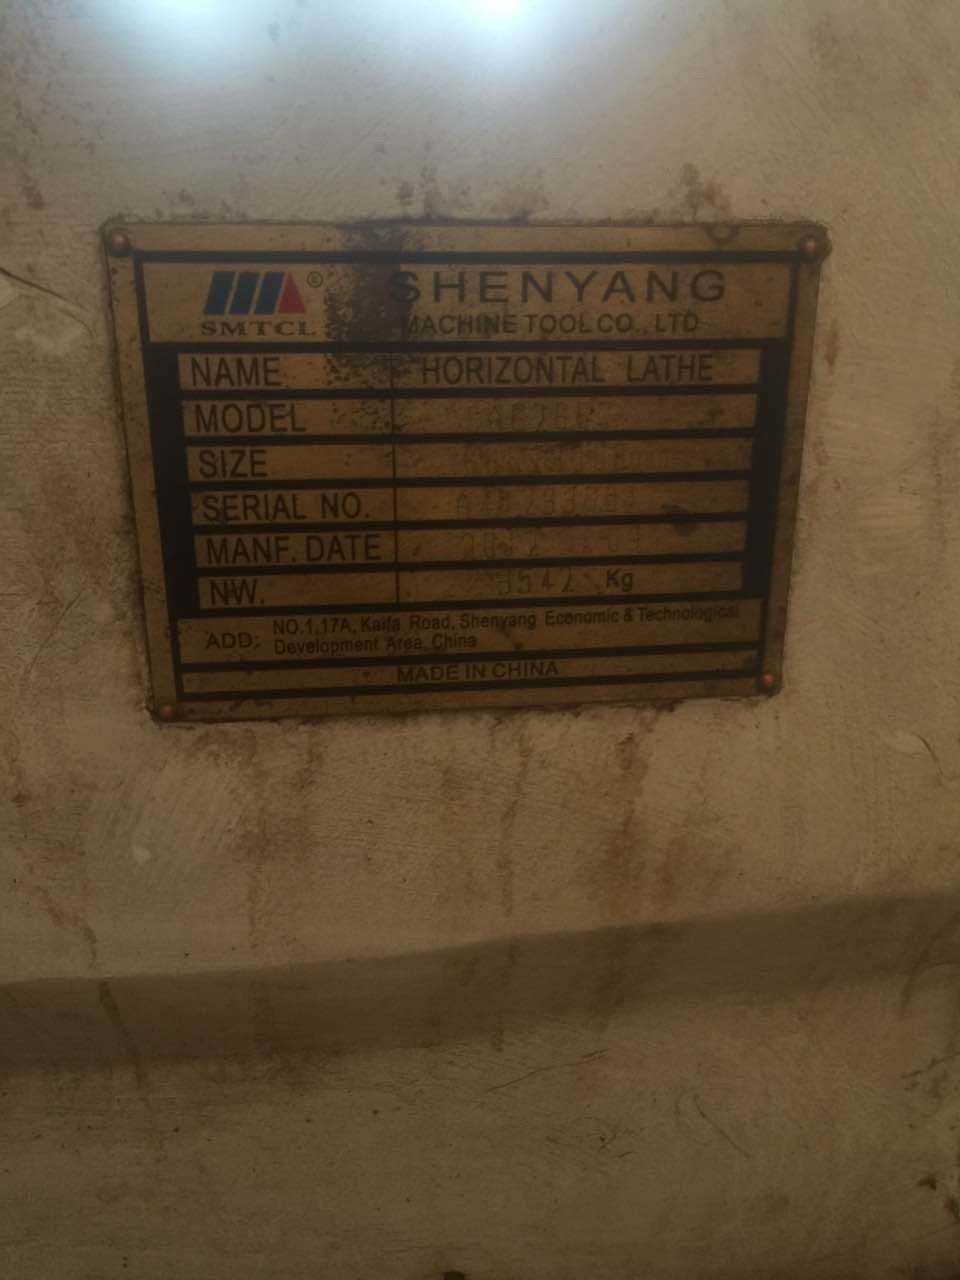 SMTCL ® SHENYANG
MACHINE TOOL CO., LTD
NAME HORIZONTAL LATHE
MODEL
SIZE
SERIAL NO.
MANF. DATE
NW. 3542 Kg
ADD: NO.1,17A, Kaifa Road, Shenyang Economic & Technological
Development Area, China
MADE IN CHINA